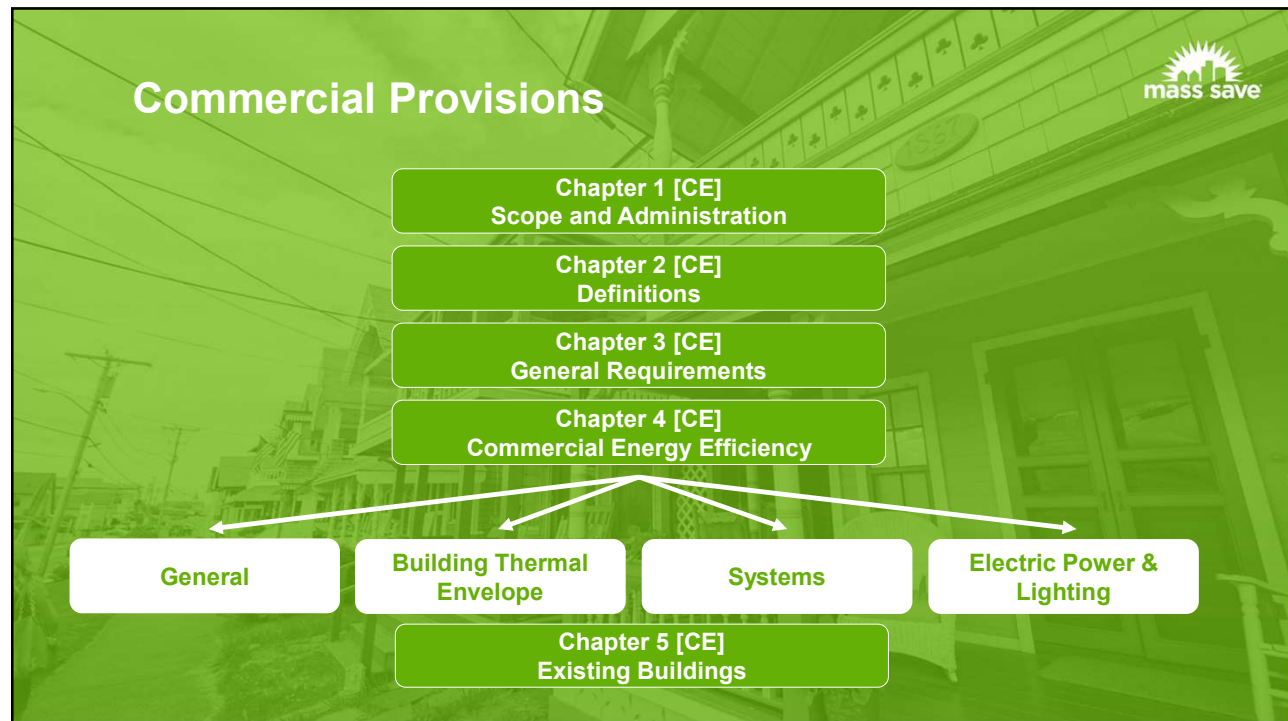 Commercial Provisions
mass save
1887
Chapter 1 [CE]
Scope and Administration
Chapter 2 [CE]
Definitions
Chapter 3 [CE]
General Requirements
Chapter 4 [CE]
Commercial Energy Efficiency
General
Building Thermal
Envelope
Systems
Electric Power &
Lighting
Chapter 5 [CE]
Existing Buildings